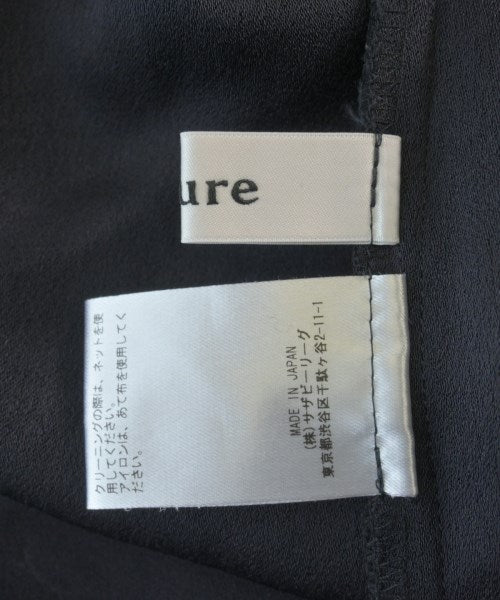 ure
クリーニングの際は、ネットを使
用してください。
アイロンは、あて布を使用してく
ださい。
MADE IN JAPAN
(株)サザビーリーグ
東京都渋谷区千駄ヶ谷2-11-1